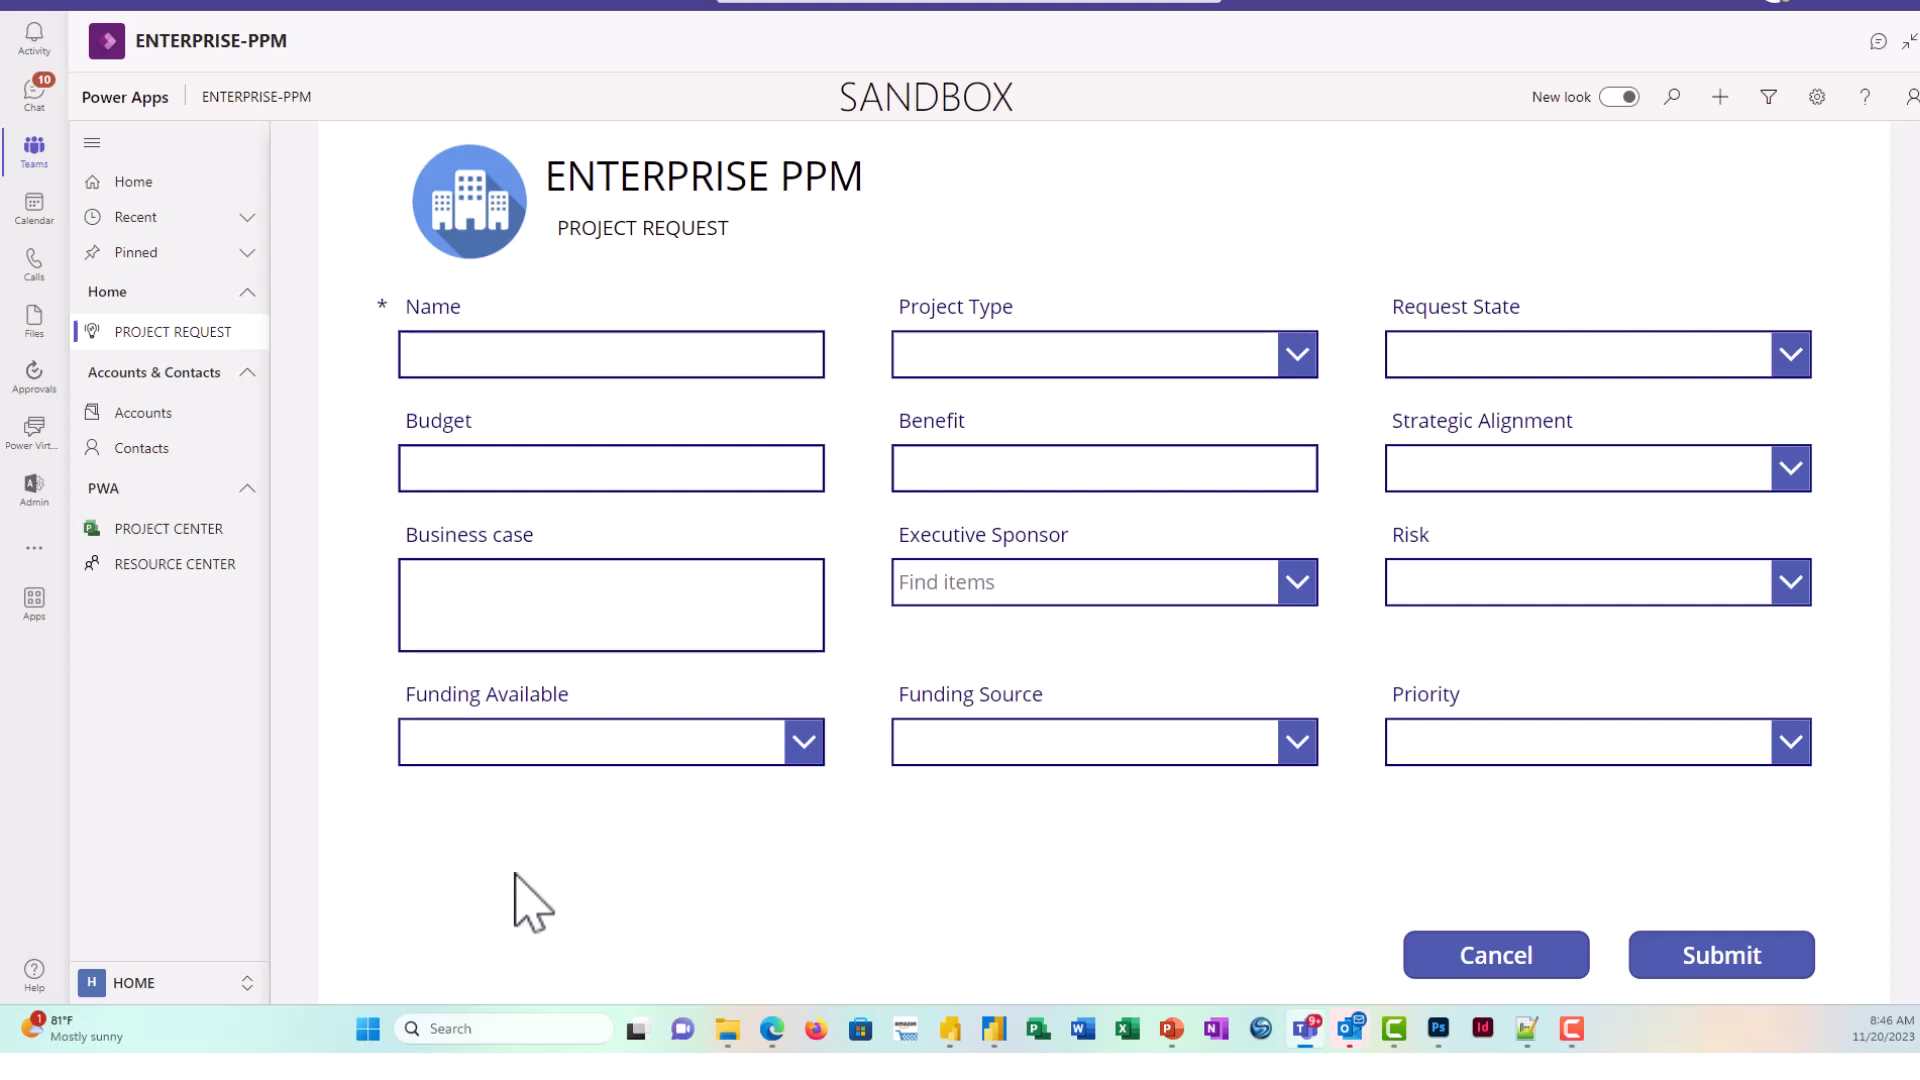 ENTERPRISE-PPM
Power Apps
ENTERPRISE-PPM
SANDBOX
New look
Activity
10
Chat
Teams
Calendar
Calls
Files
Approvals
Power Virt...
Admin
Apps
Help
Home
Recent
Pinned
Home
PROJECT REQUEST
Accounts & Contacts
Accounts
Contacts
PWA
PROJECT CENTER
RESOURCE CENTER
H HOME
ENTERPRISE PPM
PROJECT REQUEST
* Name
Project Type
Request State
Budget
Benefit
Strategic Alignment
Business case
Executive Sponsor
Risk
Find items
Funding Available
Funding Source
Priority
Cancel
Submit
1
81°F
Mostly sunny
Search
9+
8:46 AM
11/20/2023